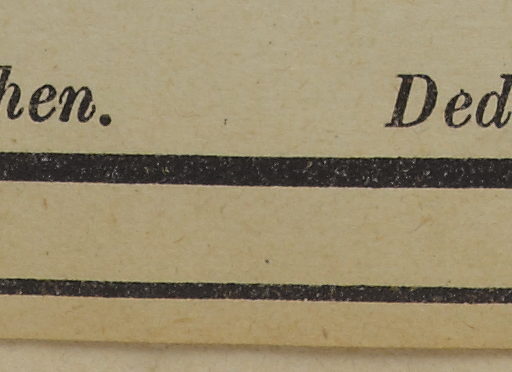 hen. Ded